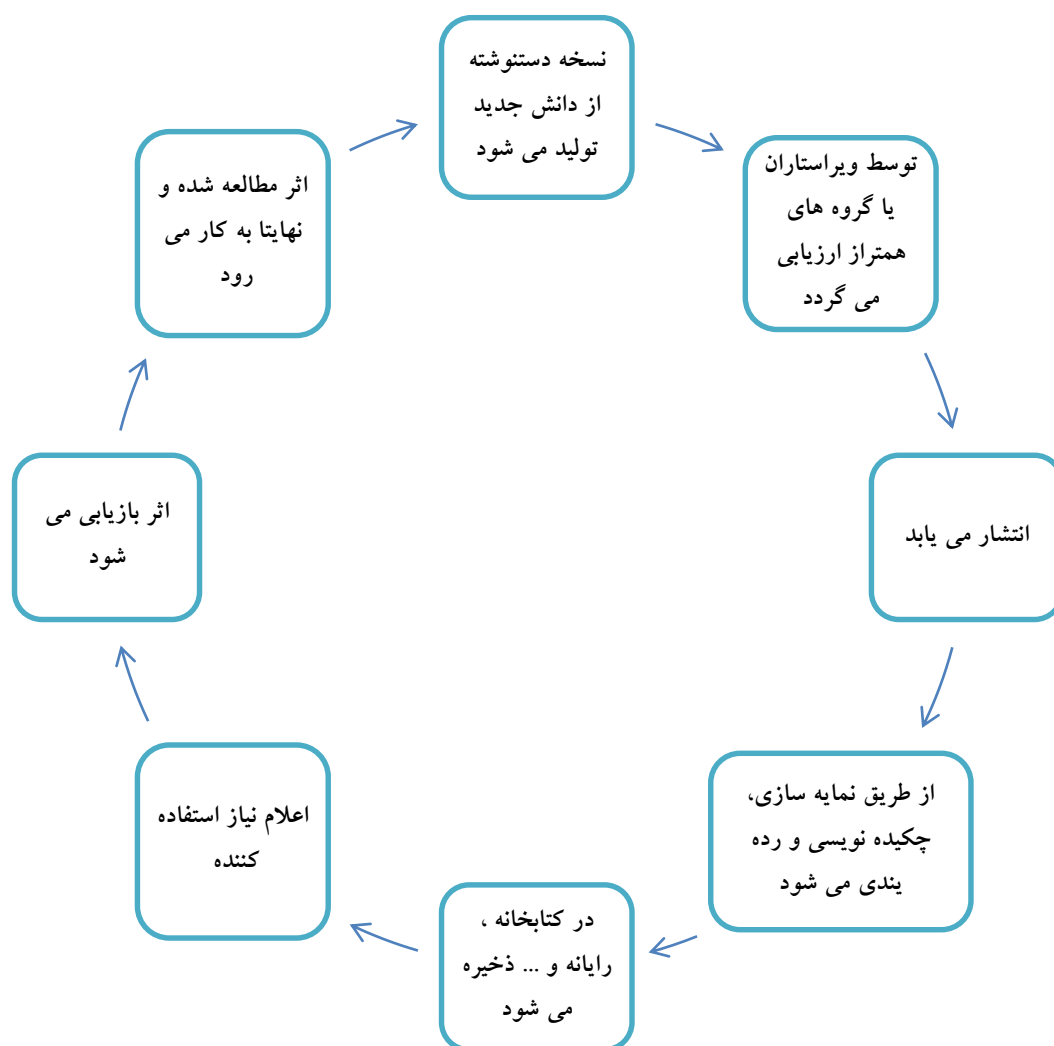 نسخه دستنوشته
از دانش جدید
تولید می شود
توسط ویراستاران
یا گروه های
همتراز ارزیابی
می گردد
انتشار می یابد
از طریق نمایه سازی،
چکیده نویسی و رده
یندی می شود
در کتابخانه ،
رایانه و ... ذخیره
می شود
اعلام نیاز استفاده
کننده
اثر بازیابی می
شود
اثر مطالعه شده و
نهایتا به کار می
رود